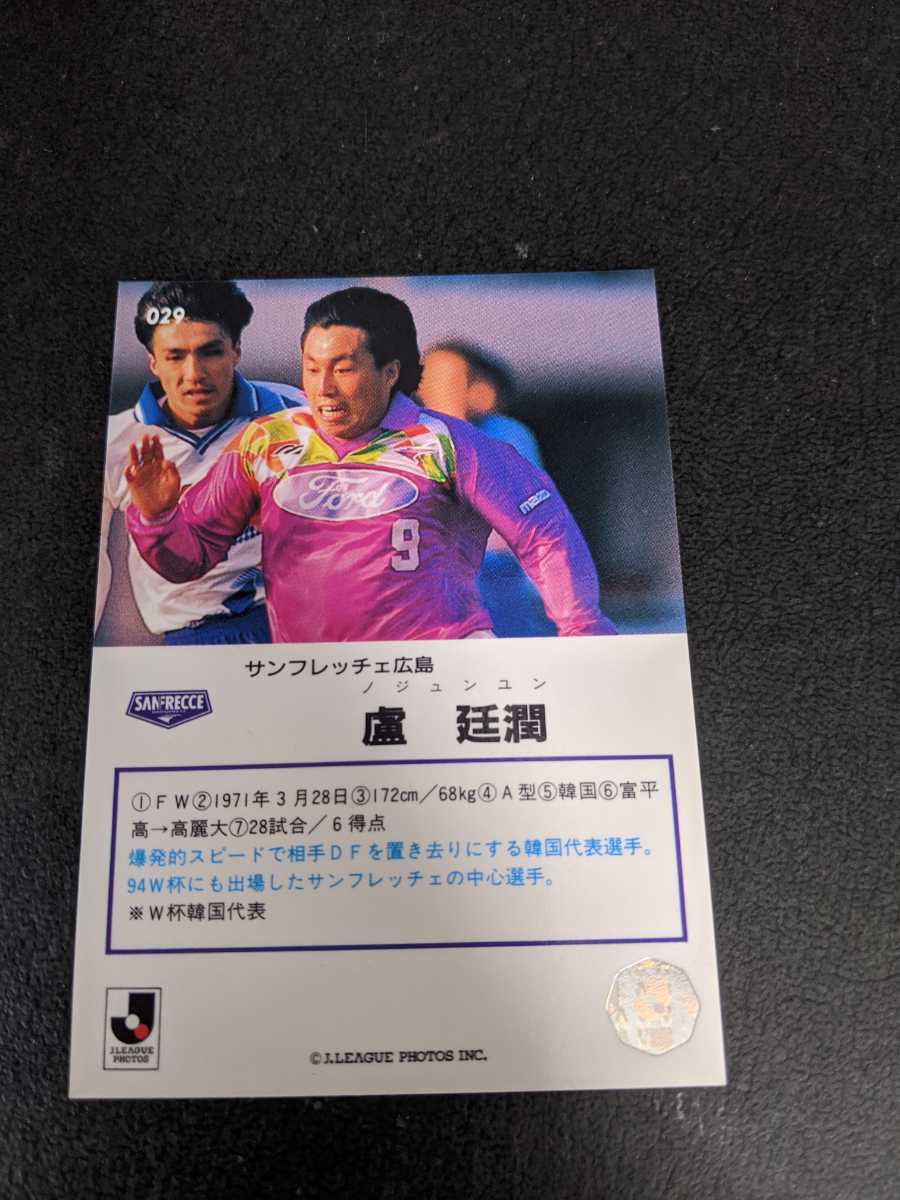 029
Ford
9
サンフレッチェ広島
ノジュンユン
SANFRECCE
盧 廷潤
①ＦＷ②1971年3月28日③172cm／68kg④Ａ型⑤韓国⑥富平
高→高麗大⑦28試合／6得点
爆発的スピードで相手ＤＦを置き去りにする韓国代表選手。
94Ｗ杯にも出場したサンフレッチェの中心選手。
※Ｗ杯韓国代表
J.LEAGUE
PHOTOS
©J.LEAGUE PHOTOS INC.